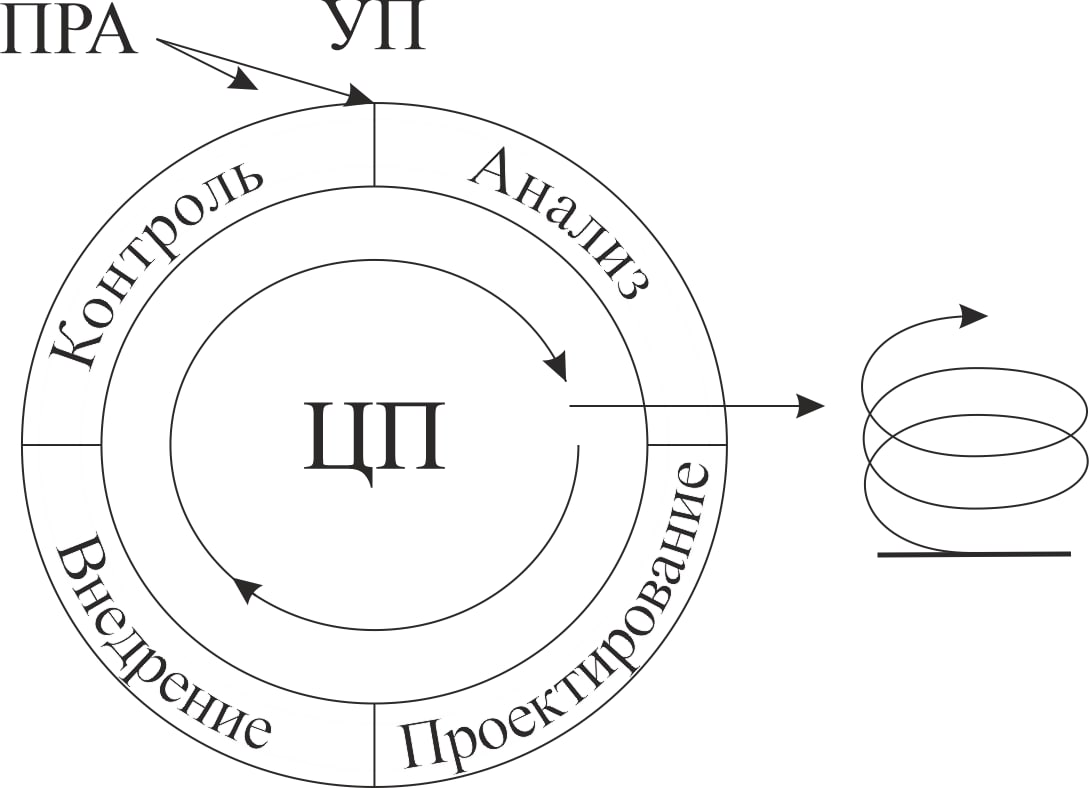 ПРА
УП
Контроль
Анализ
ЦП
Внедрение
Проектирование